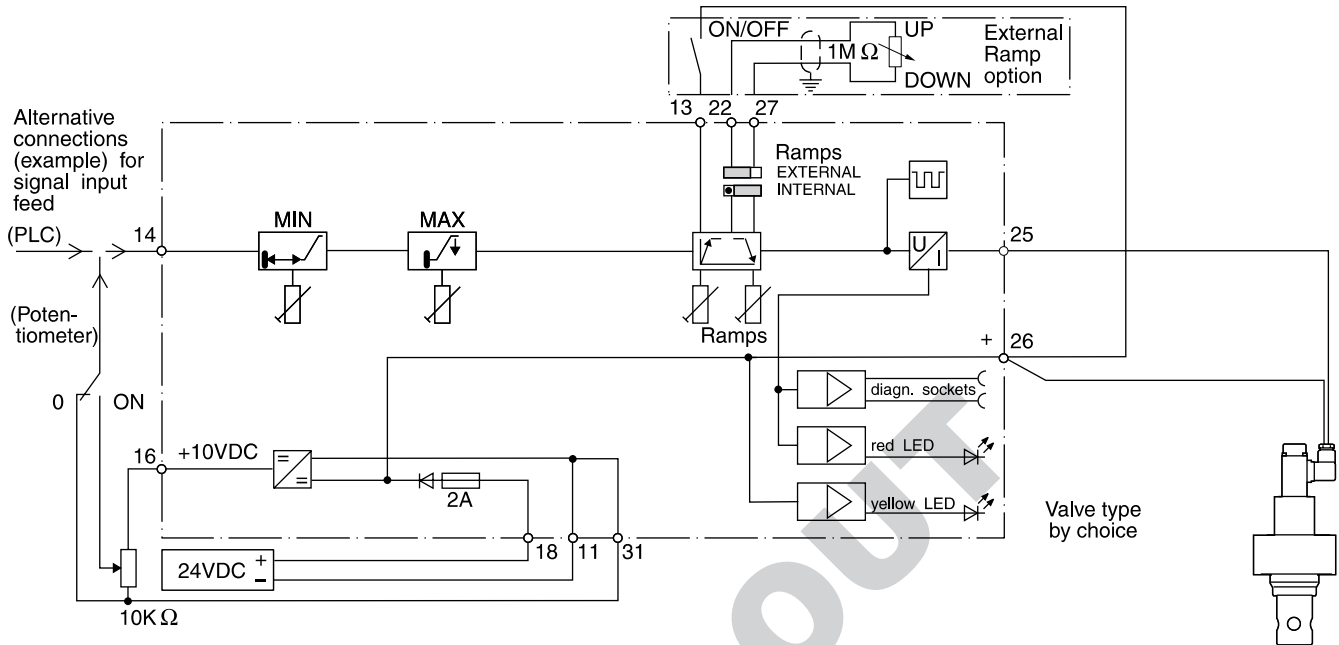 ON/OFF
UP
1M Ω
DOWN
External
Ramp
option
13
22
27
Alternative
connections
(example) for
signal input
feed
(PLC)
14
MIN
MAX
Ramps
EXTERNAL
INTERNAL
U
I
25
(Poten-
tiometer)
Ramps
+
26
0
ON
diagn. sockets
red LED
yellow LED
16
+10VDC
=
=
2A
18
11
31
24VDC
+
−
10K Ω
Valve type
by choice
OUT